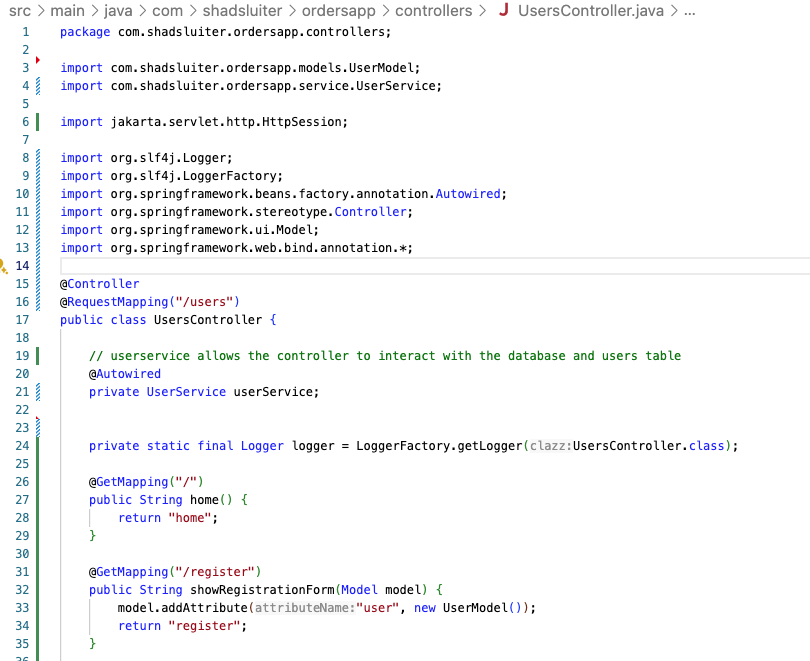 src > main > java > com > shadsluiter > ordersapp > controllers > J UsersController.java > ...
1 package com.shadsluiter.ordersapp.controllers;
2
3 import com.shadsluiter.ordersapp.models.UserModel;
4 import com.shadsluiter.ordersapp.service.UserService;
5
6 import jakarta.servlet.http.HttpSession;
7
8 import org.slf4j.Logger;
9 import org.slf4j.LoggerFactory;
10 import org.springframework.beans.factory.annotation.Autowired;
11 import org.springframework.stereotype.Controller;
12 import org.springframework.ui.Model;
13 import org.springframework.web.bind.annotation.*;
14
15 @Controller
16 @RequestMapping("/users")
17 public class UsersController {
18
19 // userservice allows the controller to interact with the database and users table
20 @Autowired
21 private UserService userService;
22
23
24 private static final Logger logger = LoggerFactory.getLogger(clazz:UsersController.class);
25
26 @GetMapping("/")
27 public String home() {
28 return "home";
29 }
30
31 @GetMapping("/register")
32 public String showRegistrationForm(Model model) {
33 model.addAttribute(attributeName:"user", new UserModel());
34 return "register";
35 }
36